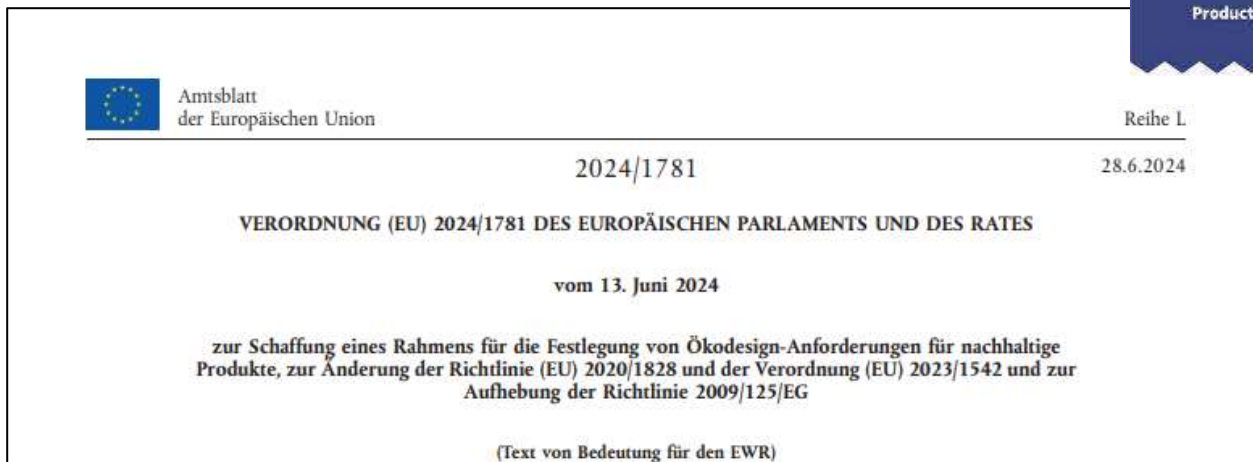 Product
Amtsblatt
der Europäischen Union
Reihe L
2024/1781
28.6.2024
VERORDNUNG (EU) 2024/1781 DES EUROPÄISCHEN PARLAMENTS UND DES RATES
vom 13. Juni 2024
zur Schaffung eines Rahmens für die Festlegung von Ökodesign-Anforderungen für nachhaltige
Produkte, zur Änderung der Richtlinie (EU) 2020/1828 und der Verordnung (EU) 2023/1542 und zur
Aufhebung der Richtlinie 2009/125/EG
(Text von Bedeutung für den EWR)